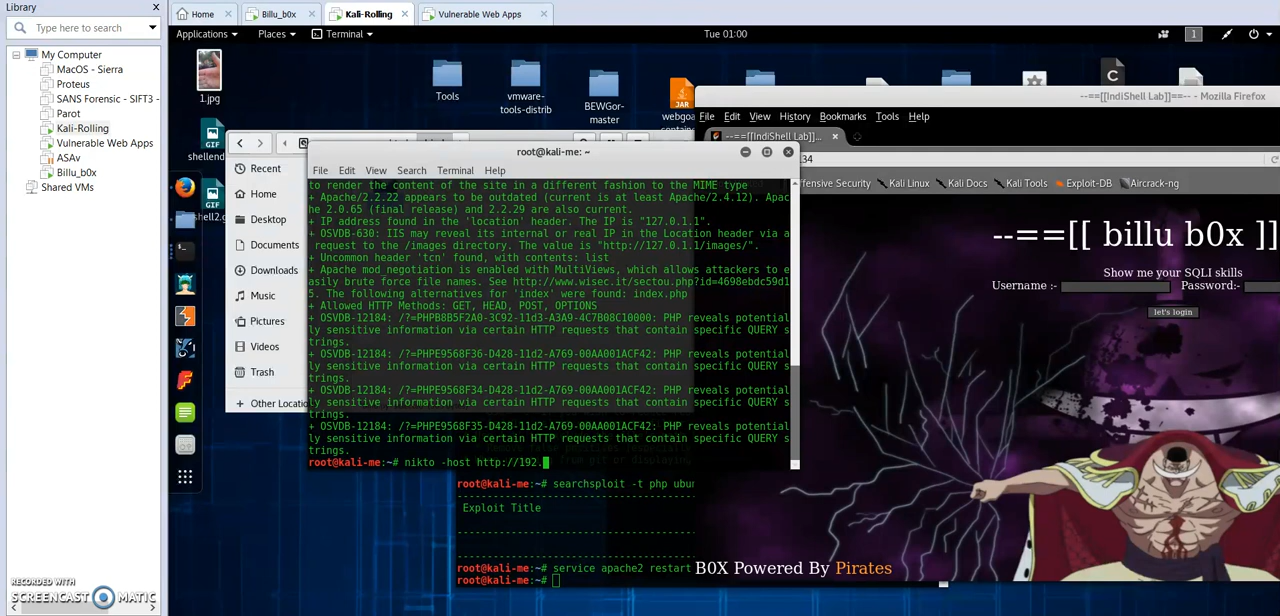 Library
Type here to search
My Computer
MacOS - Sierra
Proteus
SANS Forensic - SIFT3 -
Parot
Kali-Rolling
Vulnerable Web Apps
ASAv
Billu_b0x
Shared VMs
Home
Billu_b0x
Kali-Rolling
Vulnerable Web Apps
Applications
Places
Terminal
Tue 01:00
1
1.jpg
Tools
vmware-
tools-distrib
BEWGor-
master
webgoa
JAR
C
GIF
shellend
GIF
shell2.g
Recent
Home
Desktop
Documents
Downloads
Music
Pictures
Videos
Trash
+ Other Locatio
root@kali-me: ~
File Edit View Search Terminal Help
to render the content of the site in a different fashion to the MIME type
+ Apache/2.2.22 appears to be outdated (current is at least Apache/2.4.12). Apac
he 2.0.65 (final release) and 2.2.29 are also current.
+ IP address found in the 'location' header. The IP is "127.0.1.1".
+ OSVDB-630: IIS may reveal its internal or real IP in the Location header via a
 request to the /images directory. The value is "http://127.0.1.1/images/".
+ Uncommon header 'tcn' found, with contents: list
+ Apache mod_negotiation is enabled with MultiViews, which allows attackers to e
asily brute force file names. See http://www.wisec.it/sectou.php?id=4698ebdc59d1
5. The following alternatives for 'index' were found: index.php
+ Allowed HTTP Methods: GET, HEAD, POST, OPTIONS
+ OSVDB-12184: /?=PHPB8B5F2A0-3C92-11d3-A3A9-4C7B08C10000: PHP reveals potential
ly sensitive information via certain HTTP requests that contain specific QUERY s
trings.
+ OSVDB-12184: /?=PHPE9568F36-D428-11d2-A769-00AA001ACF42: PHP reveals potential
ly sensitive information via certain HTTP requests that contain specific QUERY s
trings.
+ OSVDB-12184: /?=PHPE9568F34-D428-11d2-A769-00AA001ACF42: PHP reveals potential
ly sensitive information via certain HTTP requests that contain specific QUERY s
trings.
+ OSVDB-12184: /?=PHPE9568F35-D428-11d2-A769-00AA001ACF42: PHP reveals potential
ly sensitive information via certain HTTP requests that contain specific QUERY s
trings.
root@kali-me:~# nikto -host http://192.
root@kali-me:~# searchsploit -t php ubun
Exploit Title
root@kali-me:~# service apache2 restart
root@kali-me:~#
--==[[IndiShell Lab]]==-- - Mozilla Firefox
File Edit View History Bookmarks Tools Help
--==[[IndiShell Lab]]=...
.34
ffensive Security
Kali Linux
Kali Docs
Kali Tools
Exploit-DB
Aircrack-ng
--==[[ billu b0x ]]
Show me your SQLI skills
Username :-
Password:-
let's login
B0X Powered By Pirates
RECORDED WITH
SCREENCAST MATIC